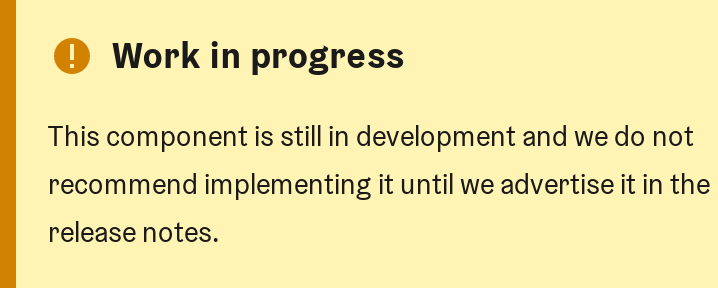 Work in progress
This component is still in development and we do not
recommend implementing it until we advertise it in the
release notes.